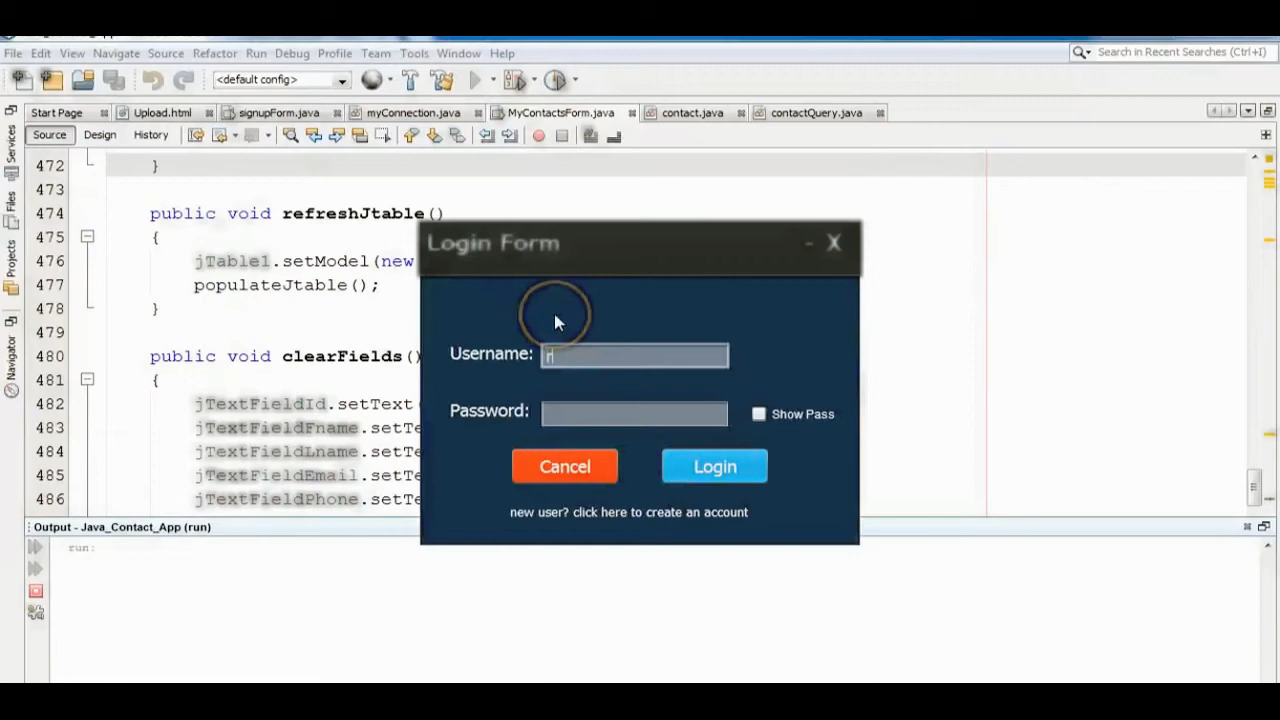 File Edit View Navigate Source Refactor Run Debug Profile Team Tools Window Help
Search in Recent Searches (Ctrl+I)
<default config>
Start Page Upload.html signupForm.java myConnection.java MyContactsForm.java contact.java contactQuery.java
Source Design History
Services
Files
Projects
Navigator
472 }
473
474 public void refreshJtable()
475 {
476 jTable1.setModel(new
477 populateJtable();
478 }
479
480 public void clearFields()
481 {
482 jTextFieldId.setText(
483 jTextFieldFname.setTe
484 jTextFieldLname.setTe
485 jTextFieldEmail.setTe
486 jTextFieldPhone.setTe
Login Form - X
Username: r
Password: Show Pass
Cancel Login
new user? click here to create an account
Output - Java_Contact_App (run)
run: